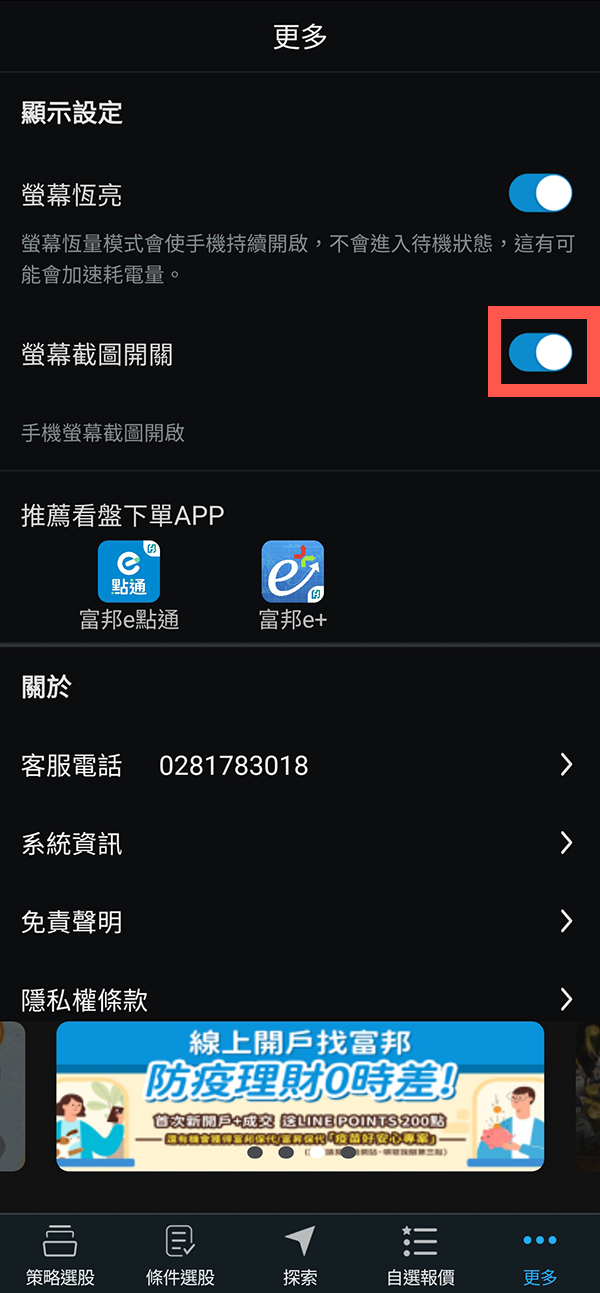 更多
顯示設定
螢幕恆亮
螢幕恆量模式會使手機持續開啟，不會進入待機狀態，這有可
能會加速耗電量。
螢幕截圖開關
手機螢幕截圖開啟
推薦看盤下單APP
e
點通
富邦e點通
e
富邦e+
關於
客服電話 0281783018
系統資訊
免責聲明
隱私權條款
線上開戶找富邦
防疫理財0時差!
首次新開戶+成交 送LINE POINTS 200點
還有機會獲得富邦保代/富昇保代「疫苗好安心專案」
策略選股 條件選股 探索 自選報價 更多